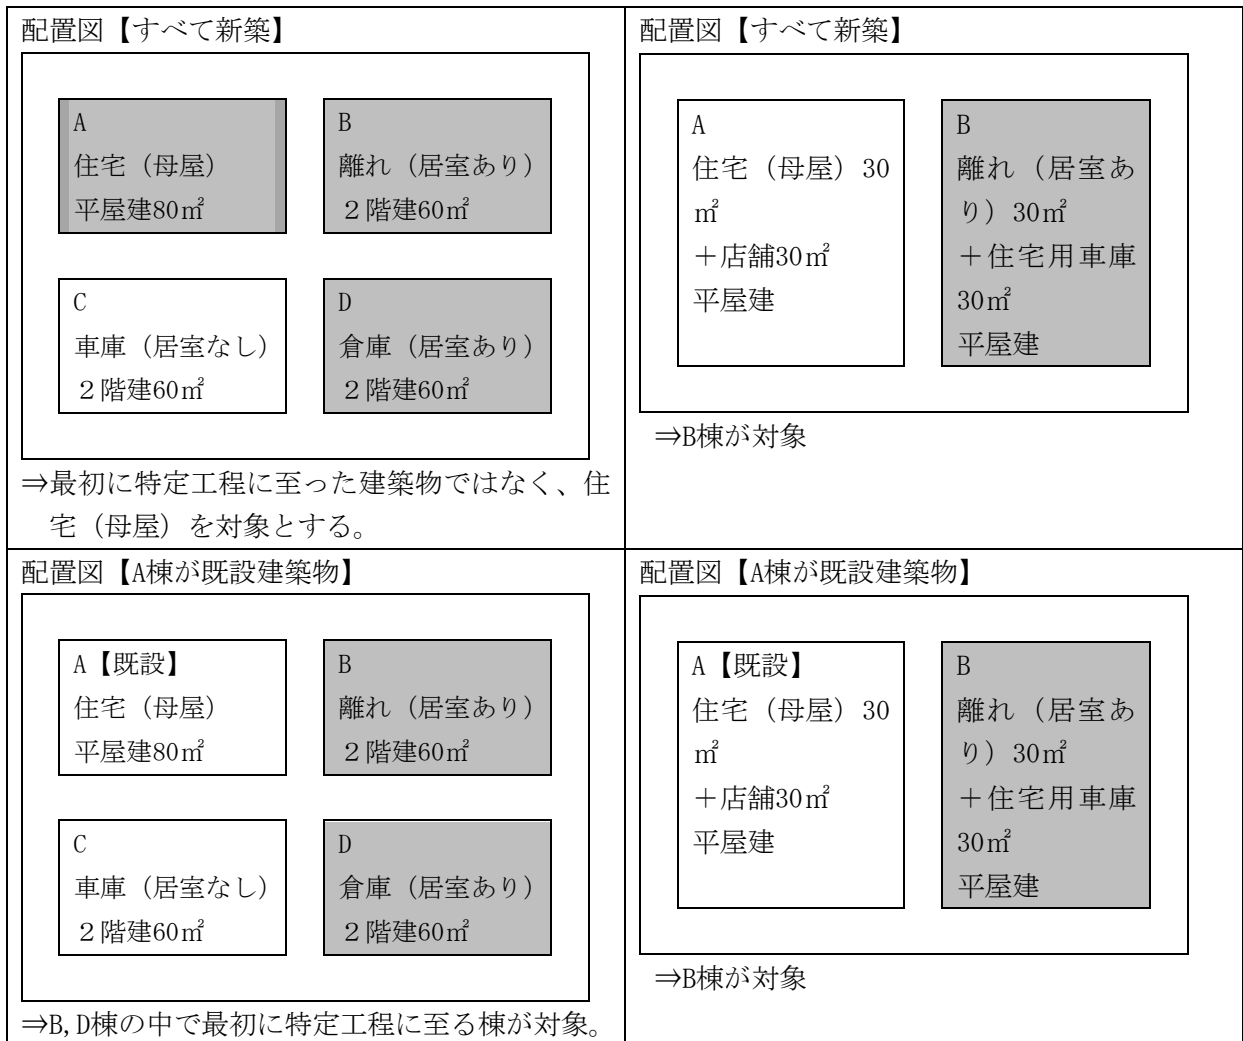 配置図【すべて新築】
A
住宅（母屋）
平屋建80㎡
B
離れ（居室あり）
２階建60㎡
C
車庫（居室なし）
２階建60㎡
D
倉庫（居室あり）
２階建60㎡
⇒最初に特定工程に至った建築物ではなく、住
宅（母屋）を対象とする。
配置図【すべて新築】
A
住宅（母屋）30
㎡
＋店舗30㎡
平屋建
B
離れ（居室あ
り）30㎡
＋住宅用車庫
30㎡
平屋建
⇒B棟が対象
配置図【A棟が既設建築物】
A【既設】
住宅（母屋）
平屋建80㎡
B
離れ（居室あり）
２階建60㎡
C
車庫（居室なし）
２階建60㎡
D
倉庫（居室あり）
２階建60㎡
⇒B,D棟の中で最初に特定工程に至る棟が対象。
配置図【A棟が既設建築物】
A【既設】
住宅（母屋）30
㎡
＋店舗30㎡
平屋建
B
離れ（居室あ
り）30㎡
＋住宅用車庫
30㎡
平屋建
⇒B棟が対象